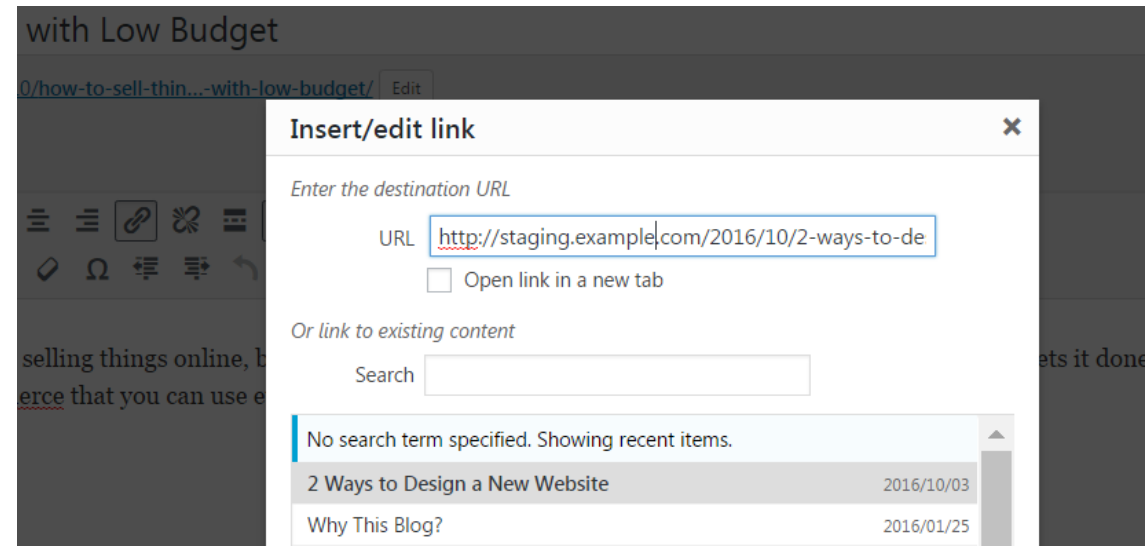 with Low Budget
.0/how-to-sell-thin...-with-low-budget/ Edit
Insert/edit link
Enter the destination URL
URL http://staging.example.com/2016/10/2-ways-to-de
Open link in a new tab
Or link to existing content
selling things online, b ets it done
Search
erce that you can use e
No search term specified. Showing recent items.
2 Ways to Design a New Website 2016/10/03
Why This Blog? 2016/01/25